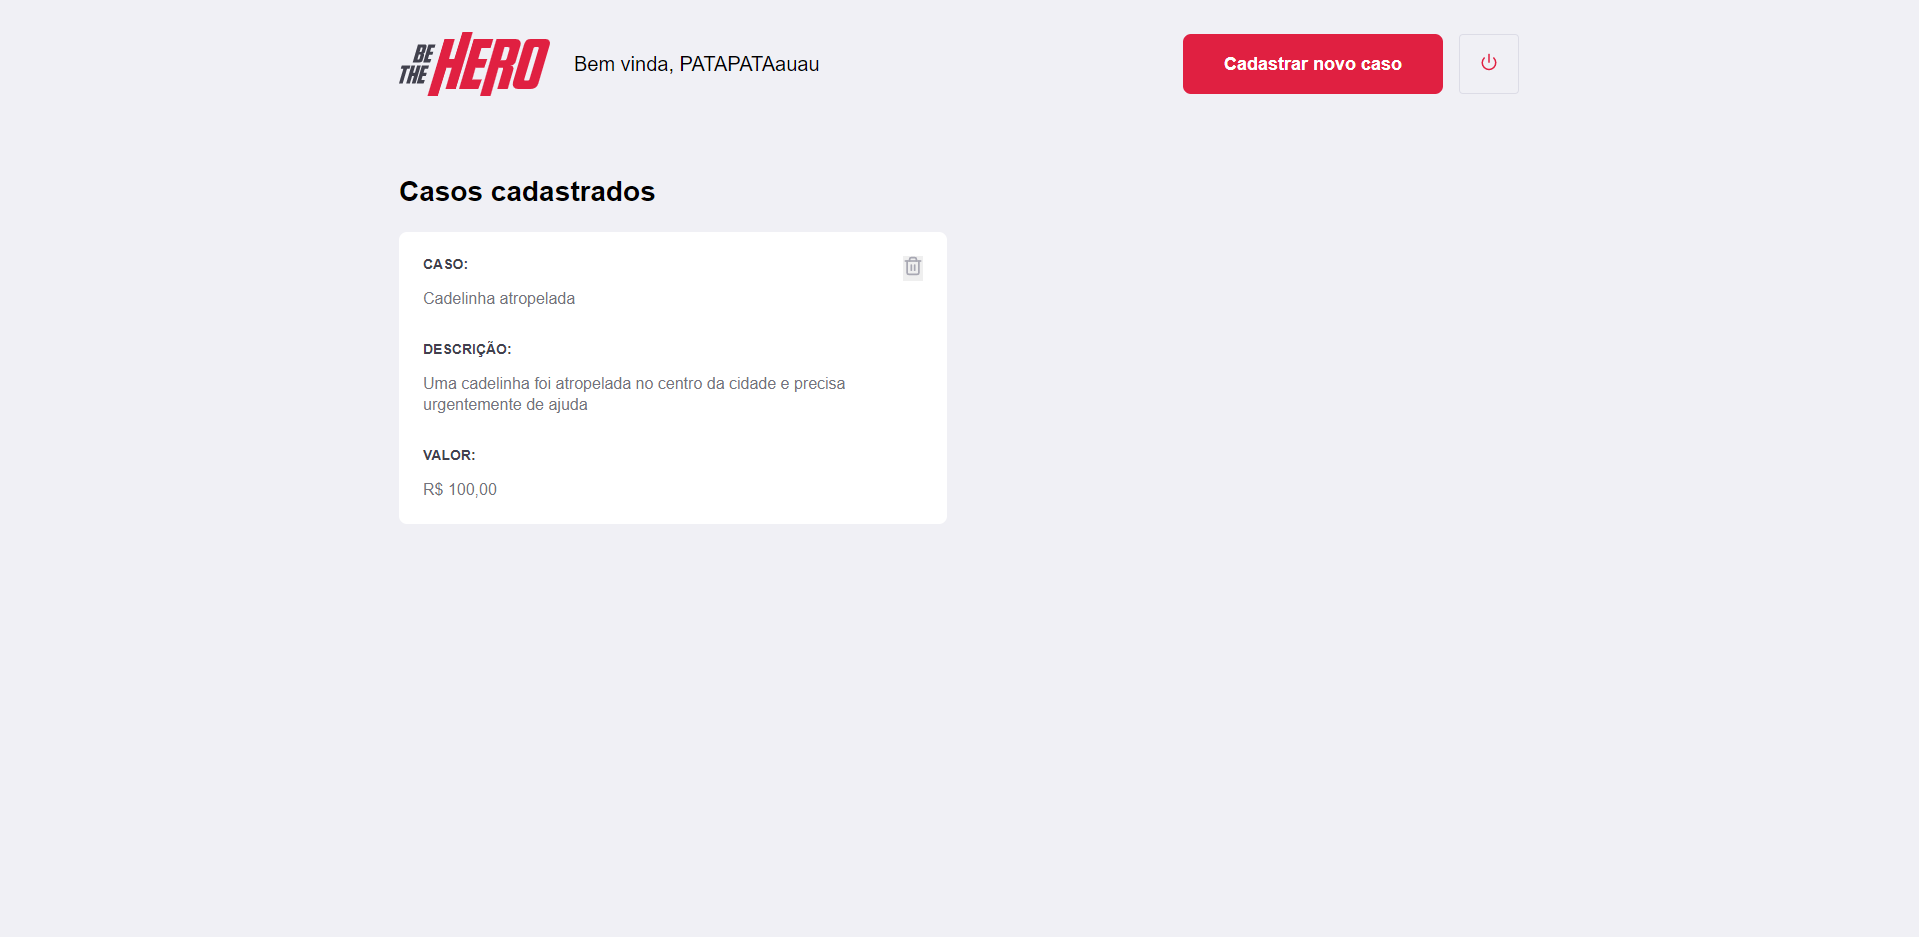 BE
THE
HERO
Bem vinda, PATAPATAauau
Cadastrar novo caso
Casos cadastrados
CASO:
Cadelinha atropelada
DESCRIÇÃO:
Uma cadelinha foi atropelada no centro da cidade e precisa
urgentemente de ajuda
VALOR:
R$ 100,00